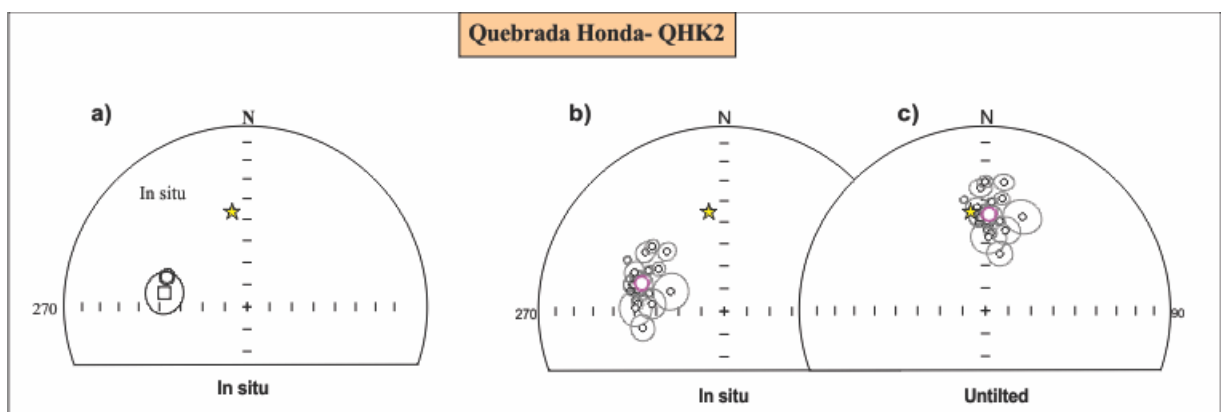 Quebrada Honda- QHK2
a)
N
In situ
270
In situ
b)
N
270
In situ
c)
N
90
Untilted